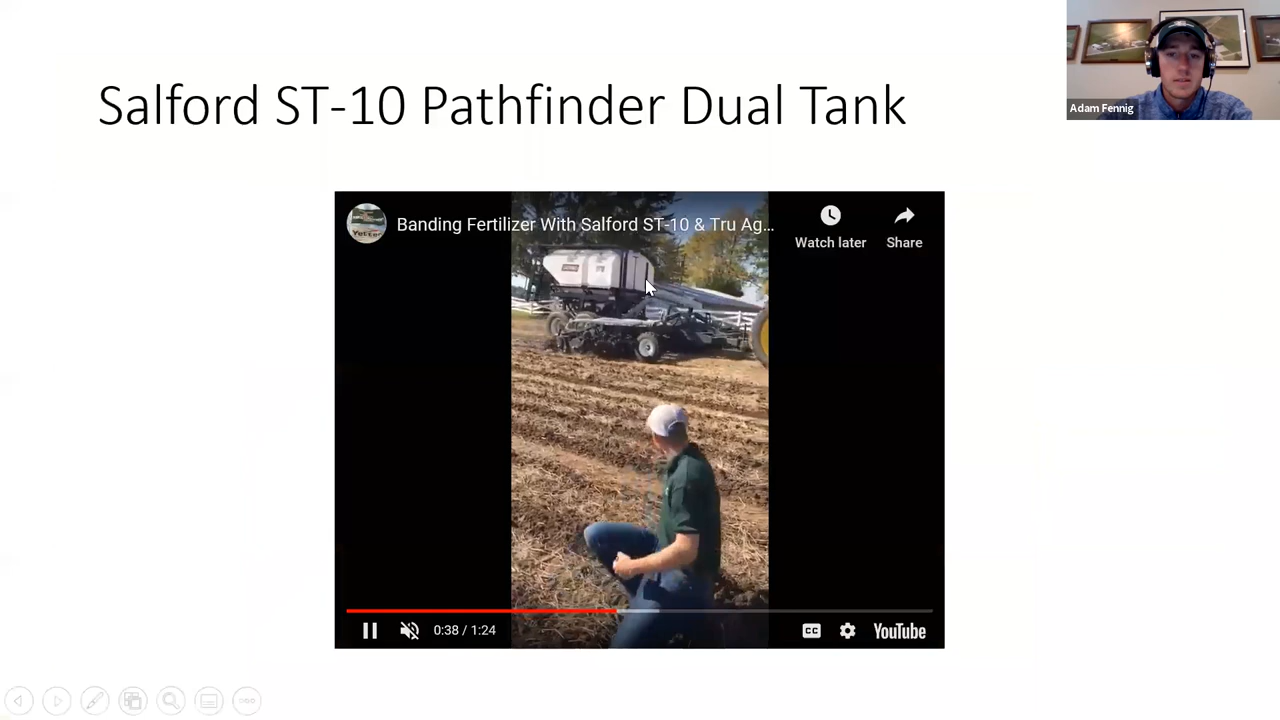 Salford ST-10 Pathfinder Dual Tank
Adam Fennig
Yetter
Banding Fertilizer With Salford ST-10 & Tru Ag...
Watch later
Share
0:38 / 1:24
CC
YouTube